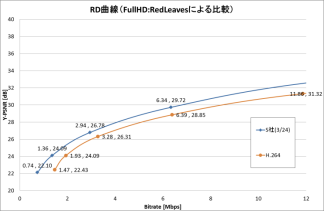 RD曲線(FullHD:RedLeavesによる比較)
Y-PSNR [dB]
40
38
36
34
32
30
28
26
24
22
20
0.74 , 22.10
1.36 , 24.09
2.94 , 26.78
6.34 , 29.72
1.47 , 22.43
1.93 , 24.09
3.28 , 26.31
6.39 , 28.85
31.32
S社(3/24)
H.264
0
2
4
6
8
10
12
Bitrate [Mbps]